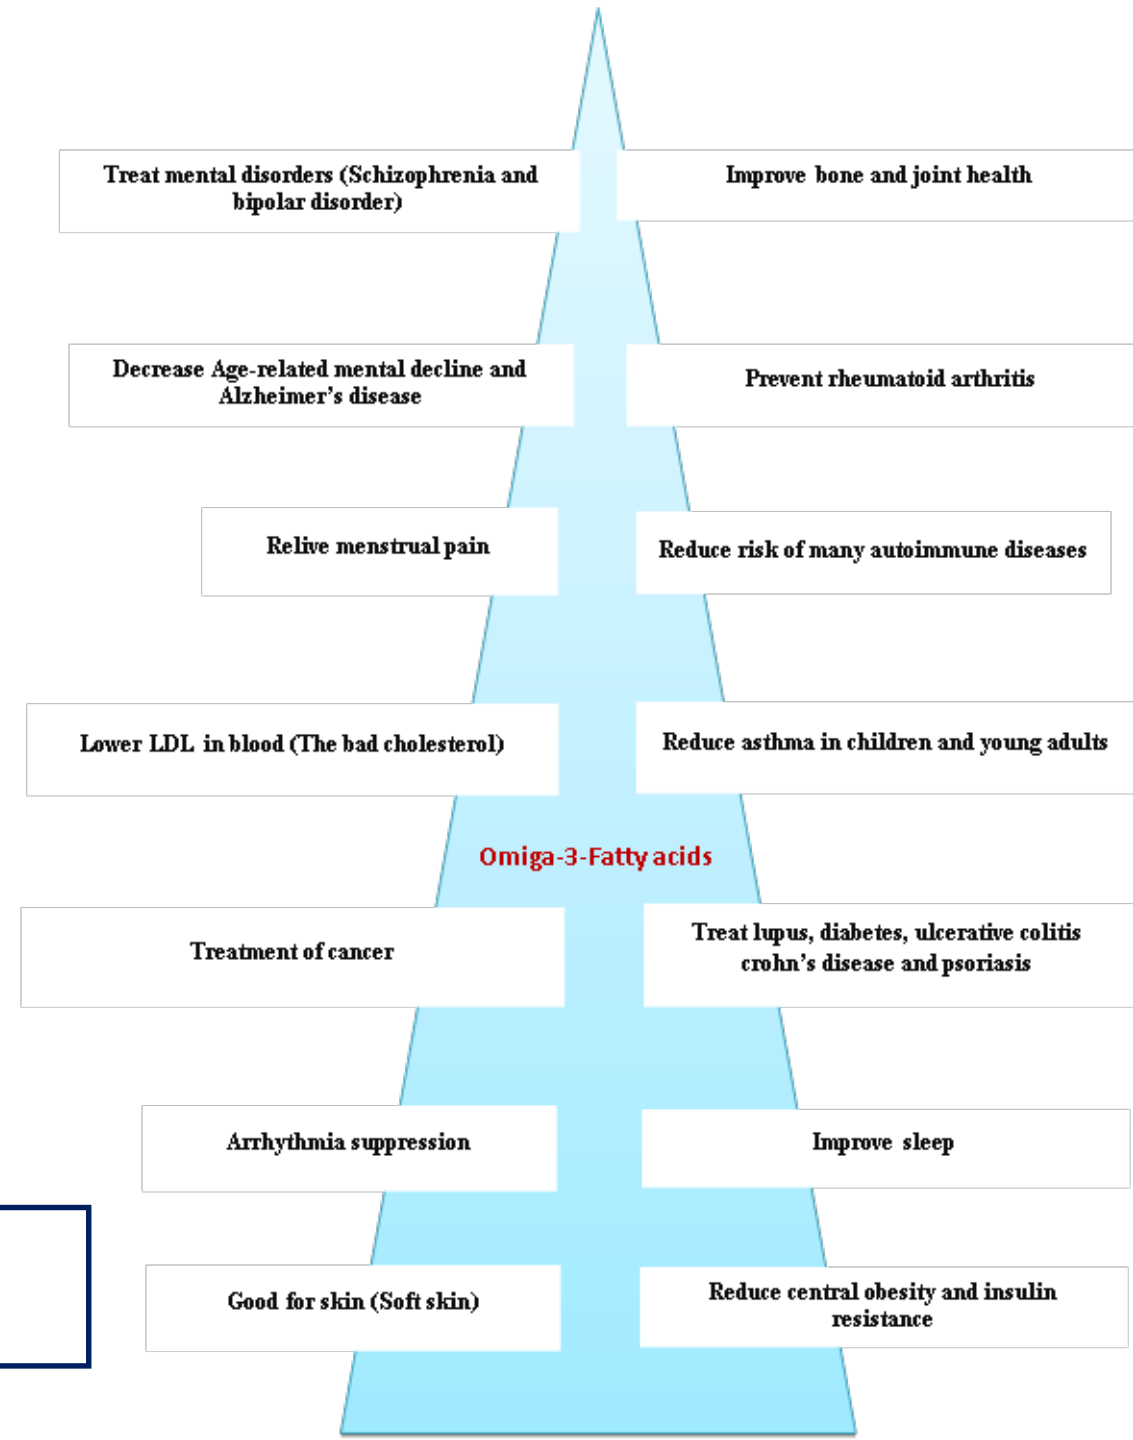 Treat mental disorders (Schizophrenia and
bipolar disorder)
Improve bone and joint health
Decrease Age-related mental decline and
Alzheimer's disease
Prevent rheumatoid arthritis
Relive menstrual pain
Reduce risk of many autoimmune diseases
Lower LDL in blood (The bad cholesterol)
Reduce asthma in children and young adults
Omiga-3-Fatty acids
Treatment of cancer
Treat lupus, diabetes, ulcerative colitis
crohn's disease and psoriasis
Arrhythmia suppression
Improve sleep
Good for skin (Soft skin)
Reduce central obesity and insulin
resistance